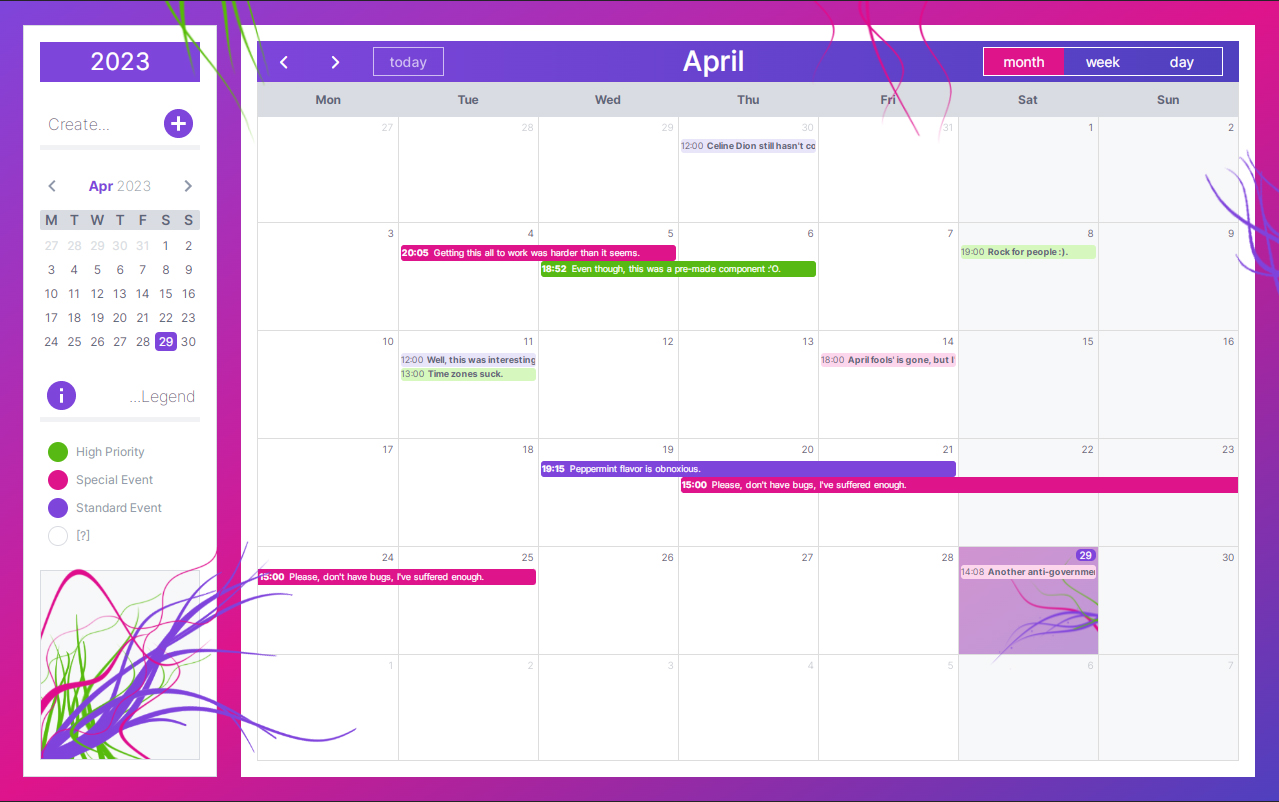 2023
Create...
Apr 2023
M T W T F S S
27 28 29 30 31 1 2
3 4 5 6 7 8 9
10 11 12 13 14 15 16
17 18 19 20 21 22 23
24 25 26 27 28 29 30
...Legend
High Priority
Special Event
Standard Event
[?]
today
April
month week day
Mon Tue Wed Thu Fri Sat Sun
27 28 29 30 31 1 2
12:00 Celine Dion still hasn't co
3 4 5 6 7 8 9
20:05 Getting this all to work was harder than it seems.
19:00 Rock for people :).
18:52 Even though, this was a pre-made component :'O.
10 11 12 13 14 15 16
12:00 Well, this was interesting
18:00 April fools' is gone, but I
13:00 Time zones suck.
17 18 19 20 21 22 23
19:15 Peppermint flavor is obnoxious.
15:00 Please, don't have bugs, I've suffered enough.
24 25 26 27 28 29 30
15:00 Please, don't have bugs, I've suffered enough.
14:08 Another anti-governme
1 2 3 4 5 6 7